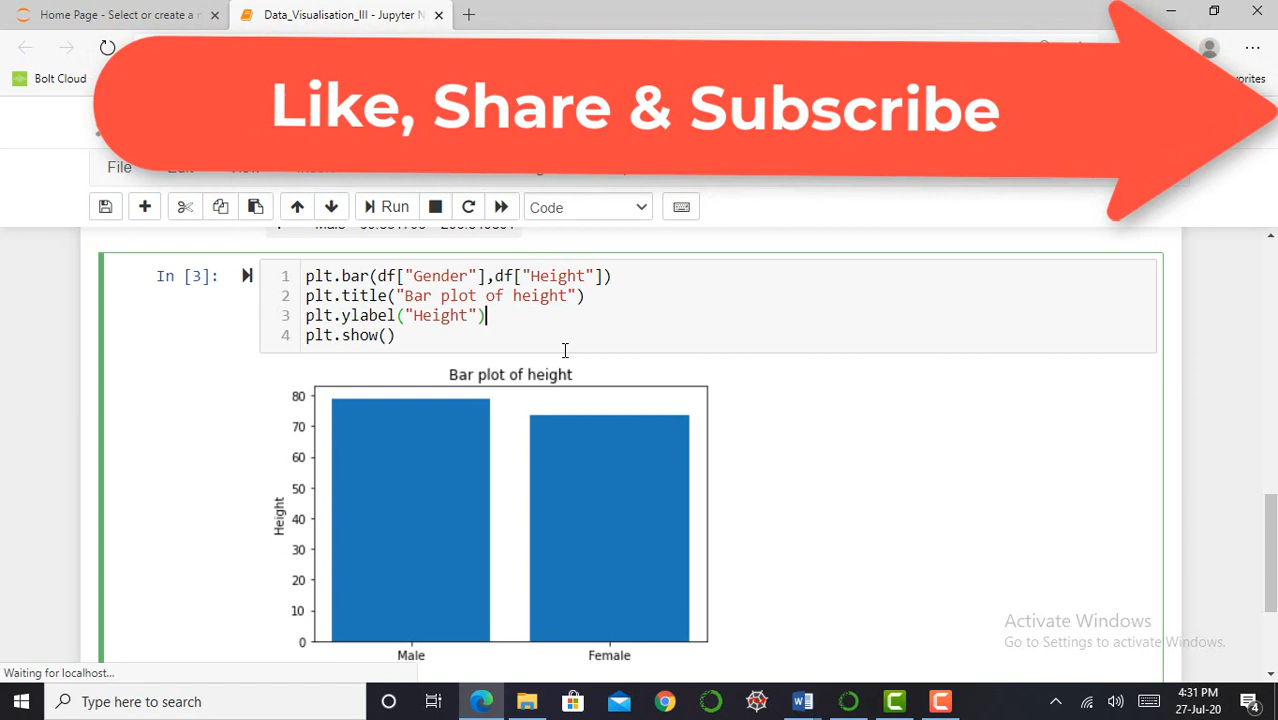 Home Page - Select or create a n
Data_Visualisation_III - Jupyter N
Bolt Cloud
vorites
Like, Share & Subscribe
File
Run
Code
In [3]:
1 plt.bar(df["Gender"],df["Height"])
2 plt.title("Bar plot of height")
3 plt.ylabel("Height")
4 plt.show()
Bar plot of height
80
70
60
50
40
30
20
10
0
Height
Male
Female
Activate Windows
Go to Settings to activate Windows.
Waiting for localhost...
Type here to search
4:31 PM
27-Jul-20
4